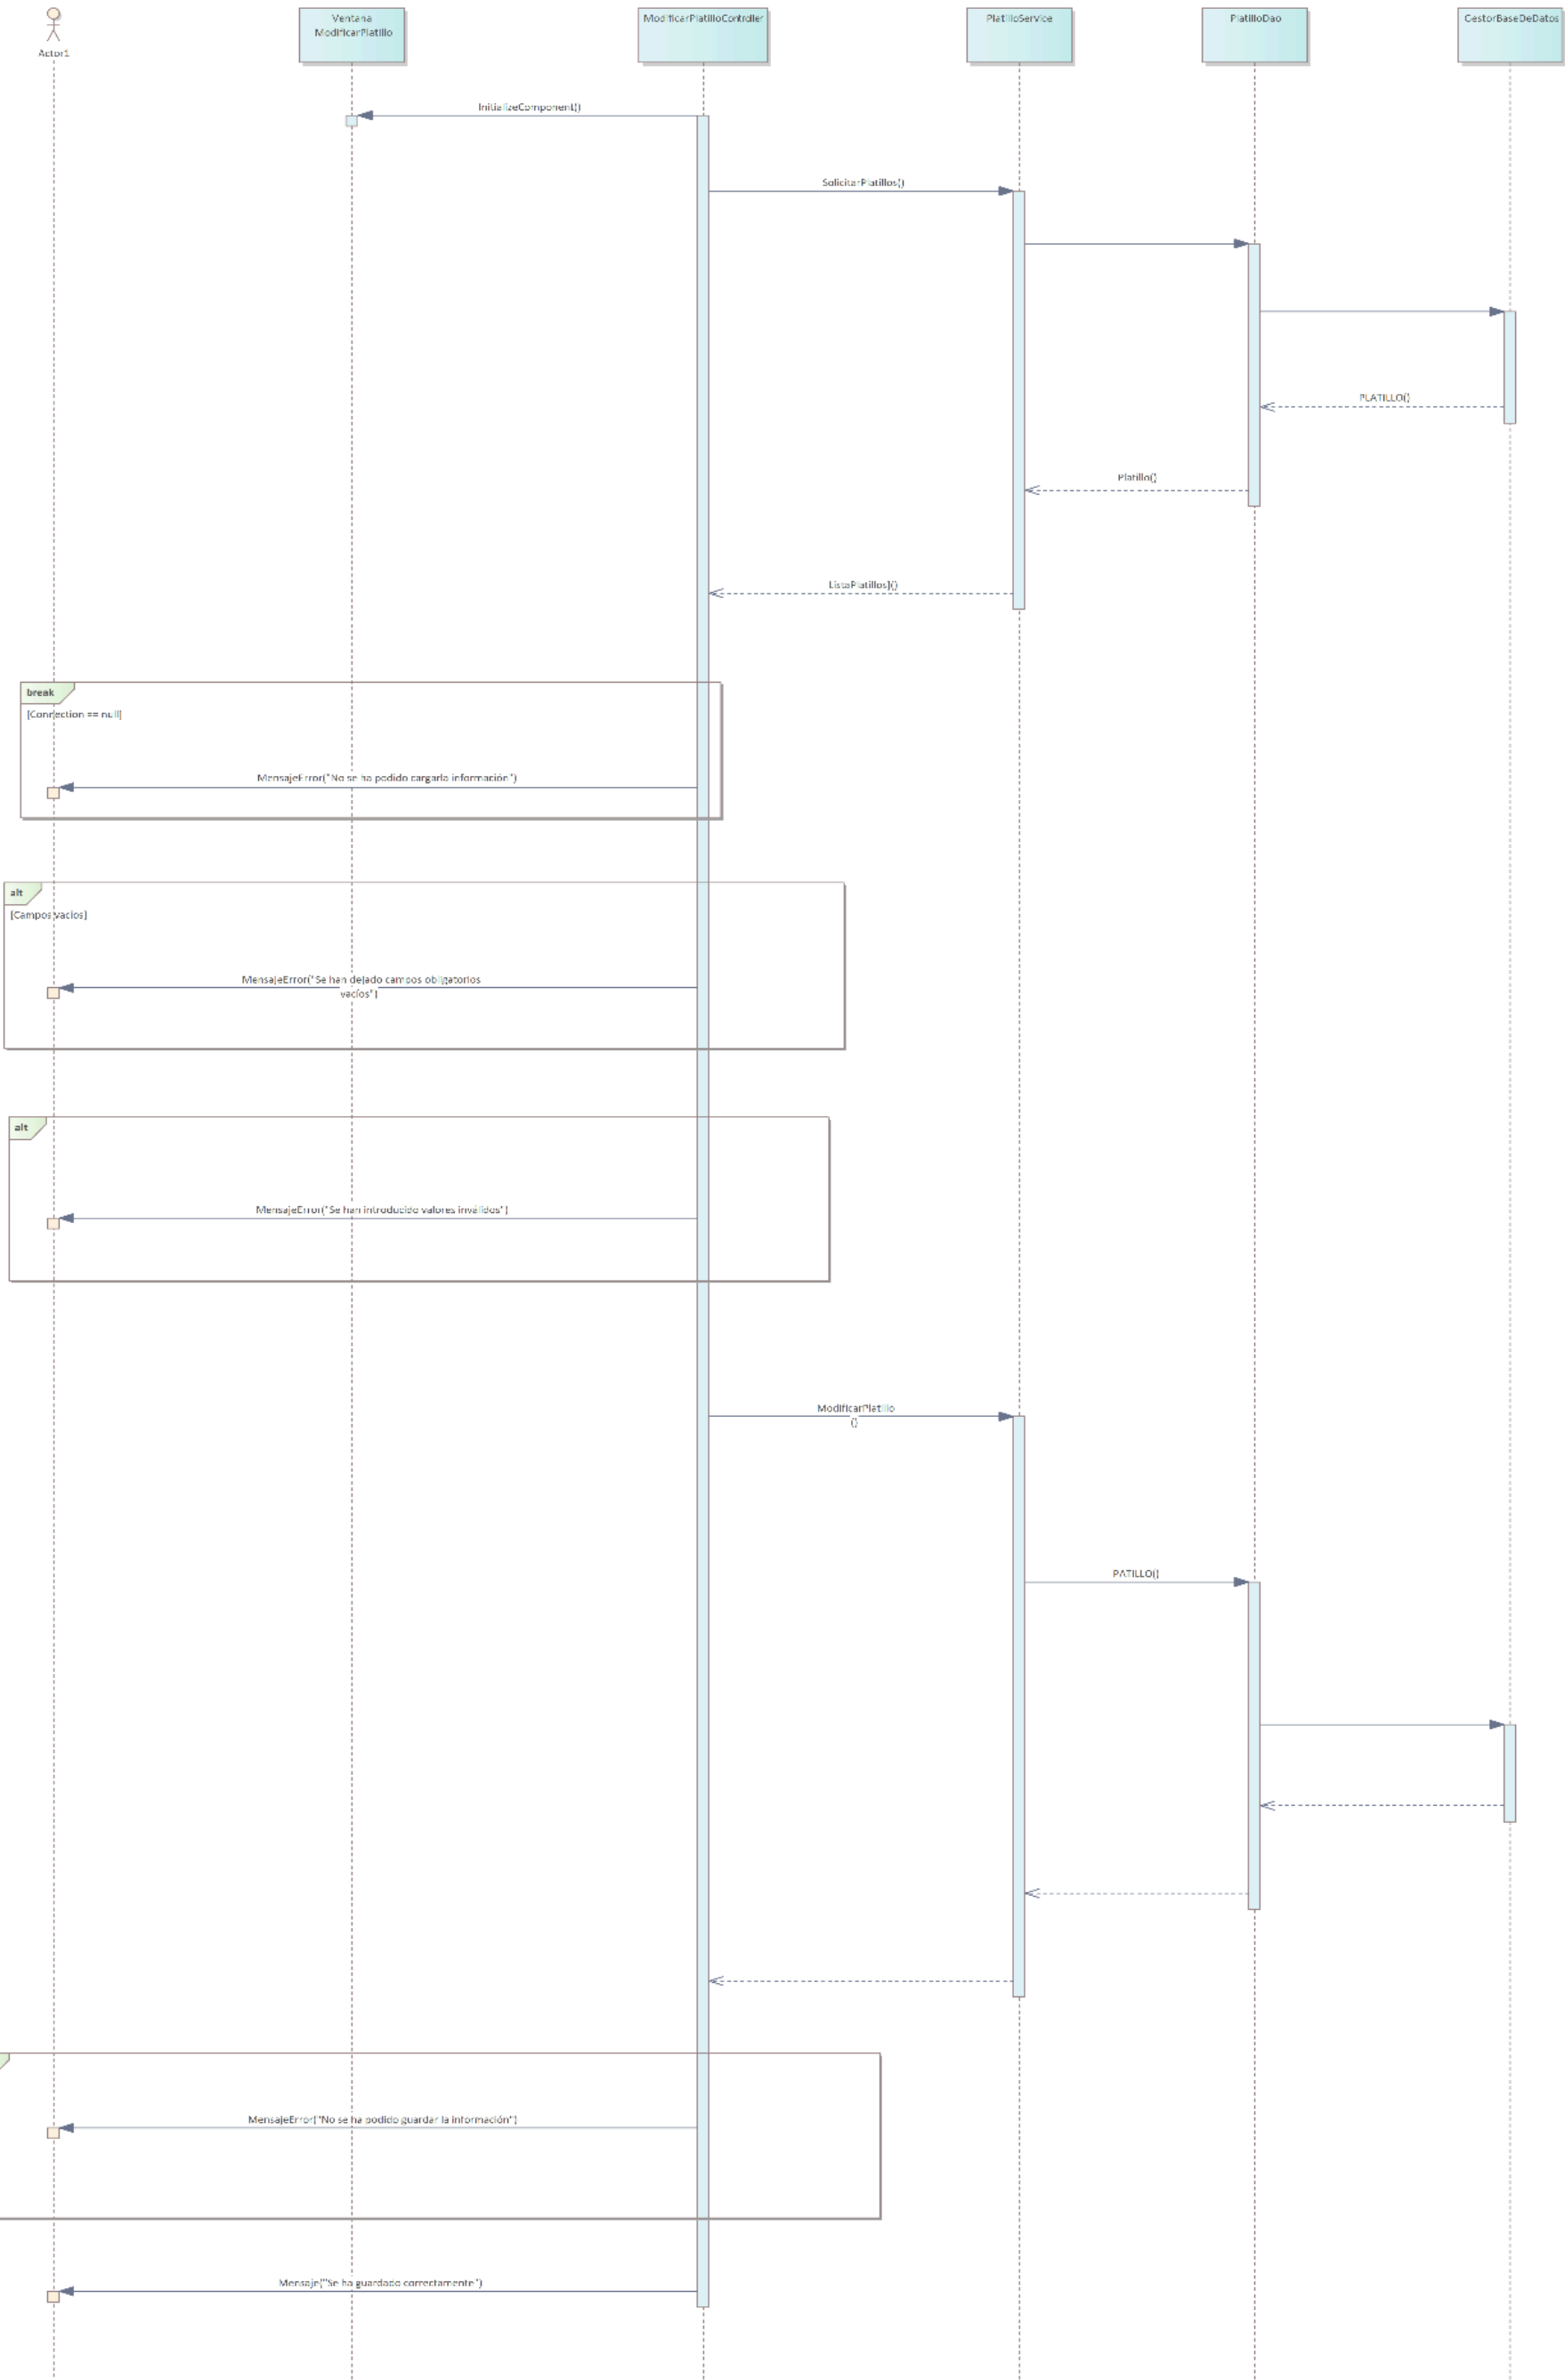 Actor1
Ventana
ModificarPlatillo
ModificarPlatilloController
PlatilloService
PlatilloDao
GestorBaseDeDatos
InitializeComponent()
SolicitarPlatillos()
PLATILLO()
Platillo()
ListaPlatillos]()
break
[Connection == null]
MensajeError("No se ha podido cargarla información")
alt
[Campos vacios]
MensajeError("Se han dejado campos obligatorios
vacíos")
alt
MensajeError("Se han introducido valores inválidos")
ModificarPlatillo
()
PATILLO()
MensajeError("No se ha podido guardar la información")
Mensaje("Se ha guardado correctamente")